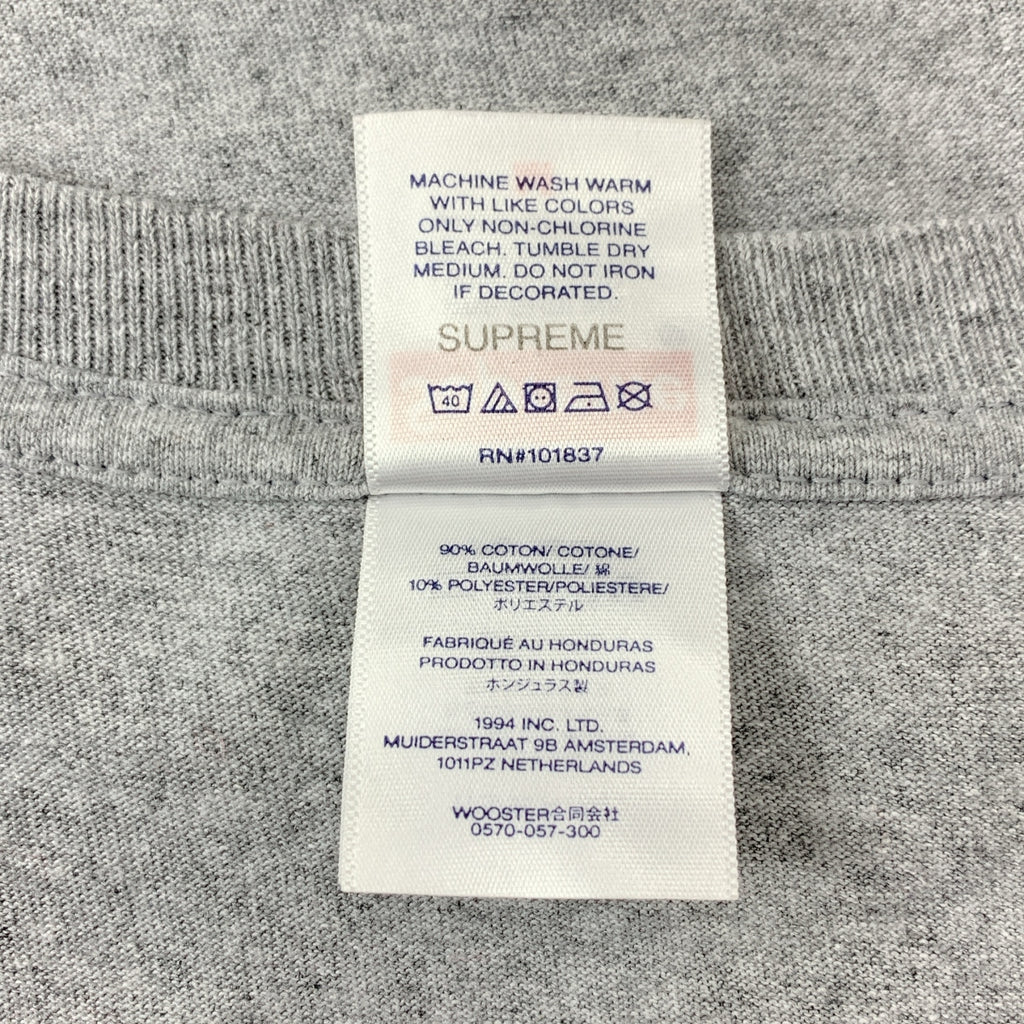 MACHINE WASH WARM
WITH LIKE COLORS
ONLY NON-CHLORINE
BLEACH. TUMBLE DRY
MEDIUM. DO NOT IRON
IF DECORATED.
SUPREME
40
RN#101837
90% COTON/ COTONE/
BAUMWOLLE/ 綿
10% POLYESTER/POLIESTERE/
ポリエステル
FABRIQUÉ AU HONDURAS
PRODOTTO IN HONDURAS
ホンジュラス製
1994 INC. LTD.
MUIDERSTRAAT 9B AMSTERDAM,
1011PZ NETHERLANDS
WOOSTER合同会社
0570-057-300